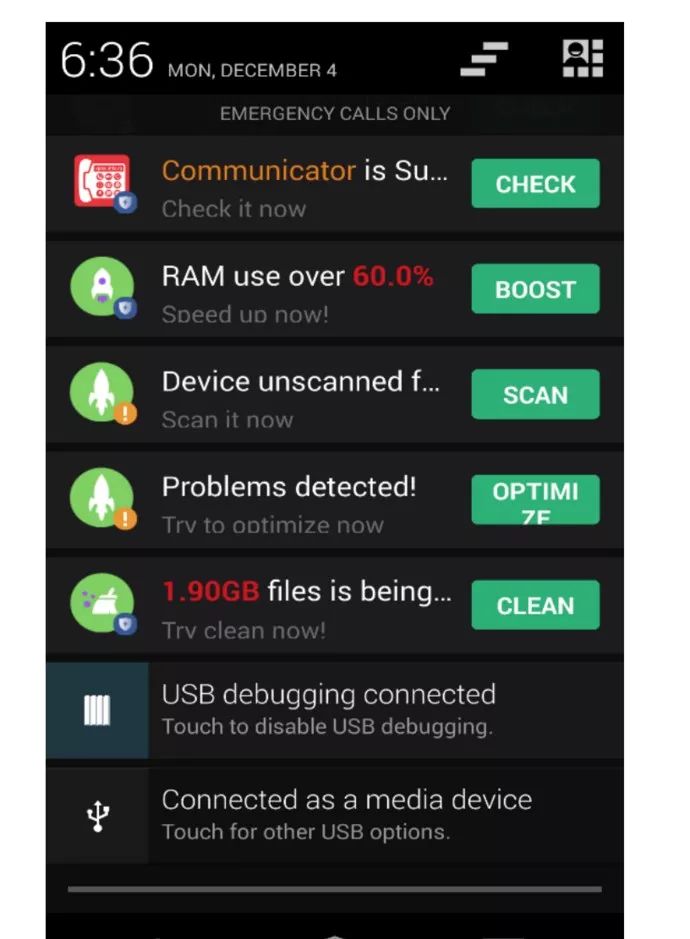 6:36 MON, DECEMBER 4
EMERGENCY CALLS ONLY
Communicator is Su... CHECK
Check it now
RAM use over 60.0% BOOST
Speed up now!
Device unscanned f... SCAN
Scan it now
Problems detected! OPTIMI
Try to optimize now ZE
1.90GB files is being... CLEAN
Try clean now!
USB debugging connected
Touch to disable USB debugging.
Connected as a media device
Touch for other USB options.